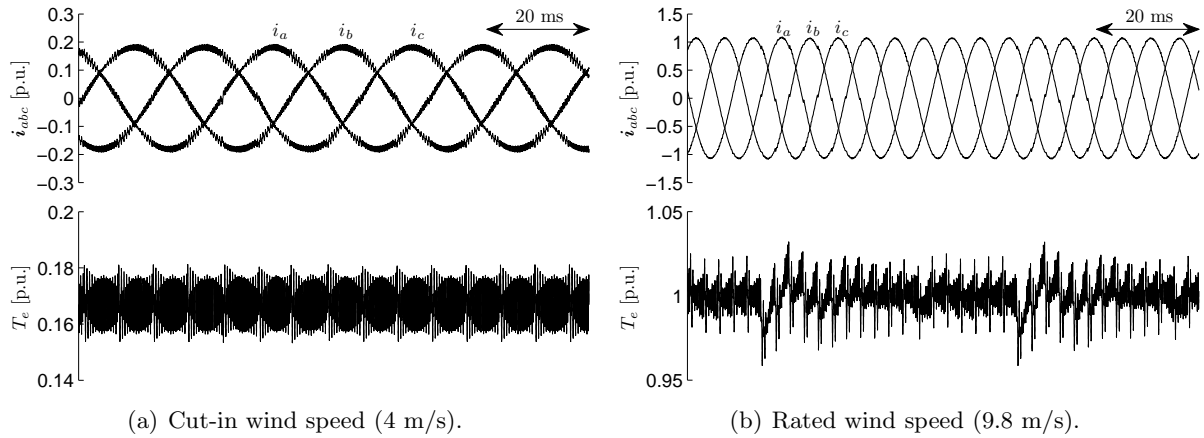 0.3
0.2
0.1
0
−0.1
−0.2
−0.3
i_abc [p.u.]
i_a i_b i_c
20 ms
0.2
0.18
0.16
0.14
T_e [p.u.]
(a) Cut-in wind speed (4 m/s).
1.5
1
0.5
0
−0.5
−1
−1.5
i_abc [p.u.]
i_a i_b i_c
20 ms
1.05
1
0.95
T_e [p.u.]
(b) Rated wind speed (9.8 m/s).